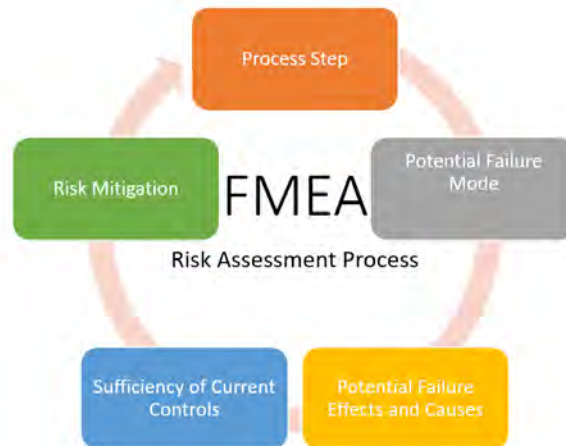 Process Step
Potential Failure
Mode
Potential Failure
Effects and Causes
Sufficiency of Current
Controls
Risk Mitigation
FMEA
Risk Assessment Process